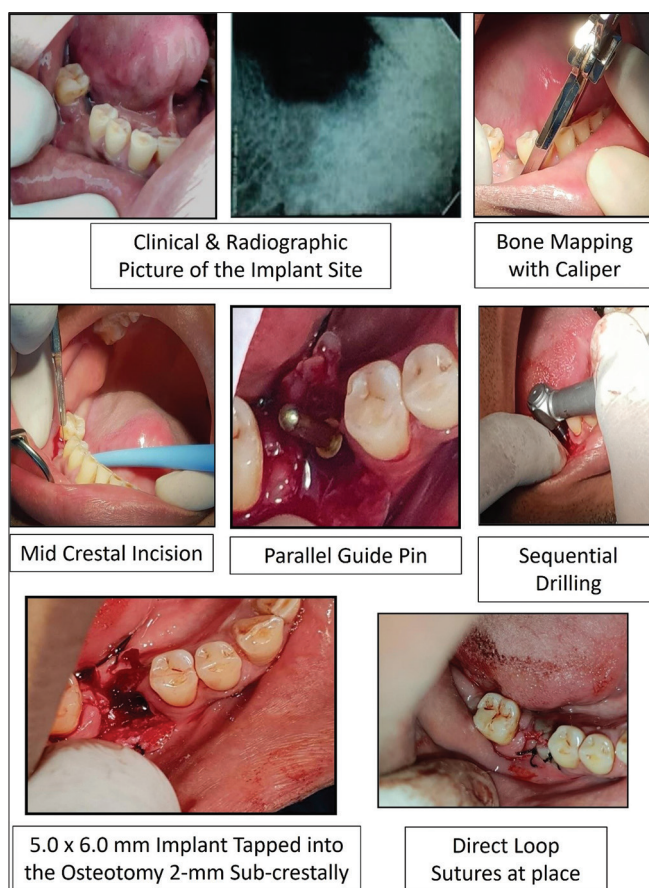 Clinical & Radiographic
Picture of the Implant Site
Bone Mapping
with Caliper
Mid Crestal Incision
Parallel Guide Pin
Sequential
Drilling
5.0 x 6.0 mm Implant Tapped into
the Osteotomy 2-mm Sub-crestally
Direct Loop
Sutures at place